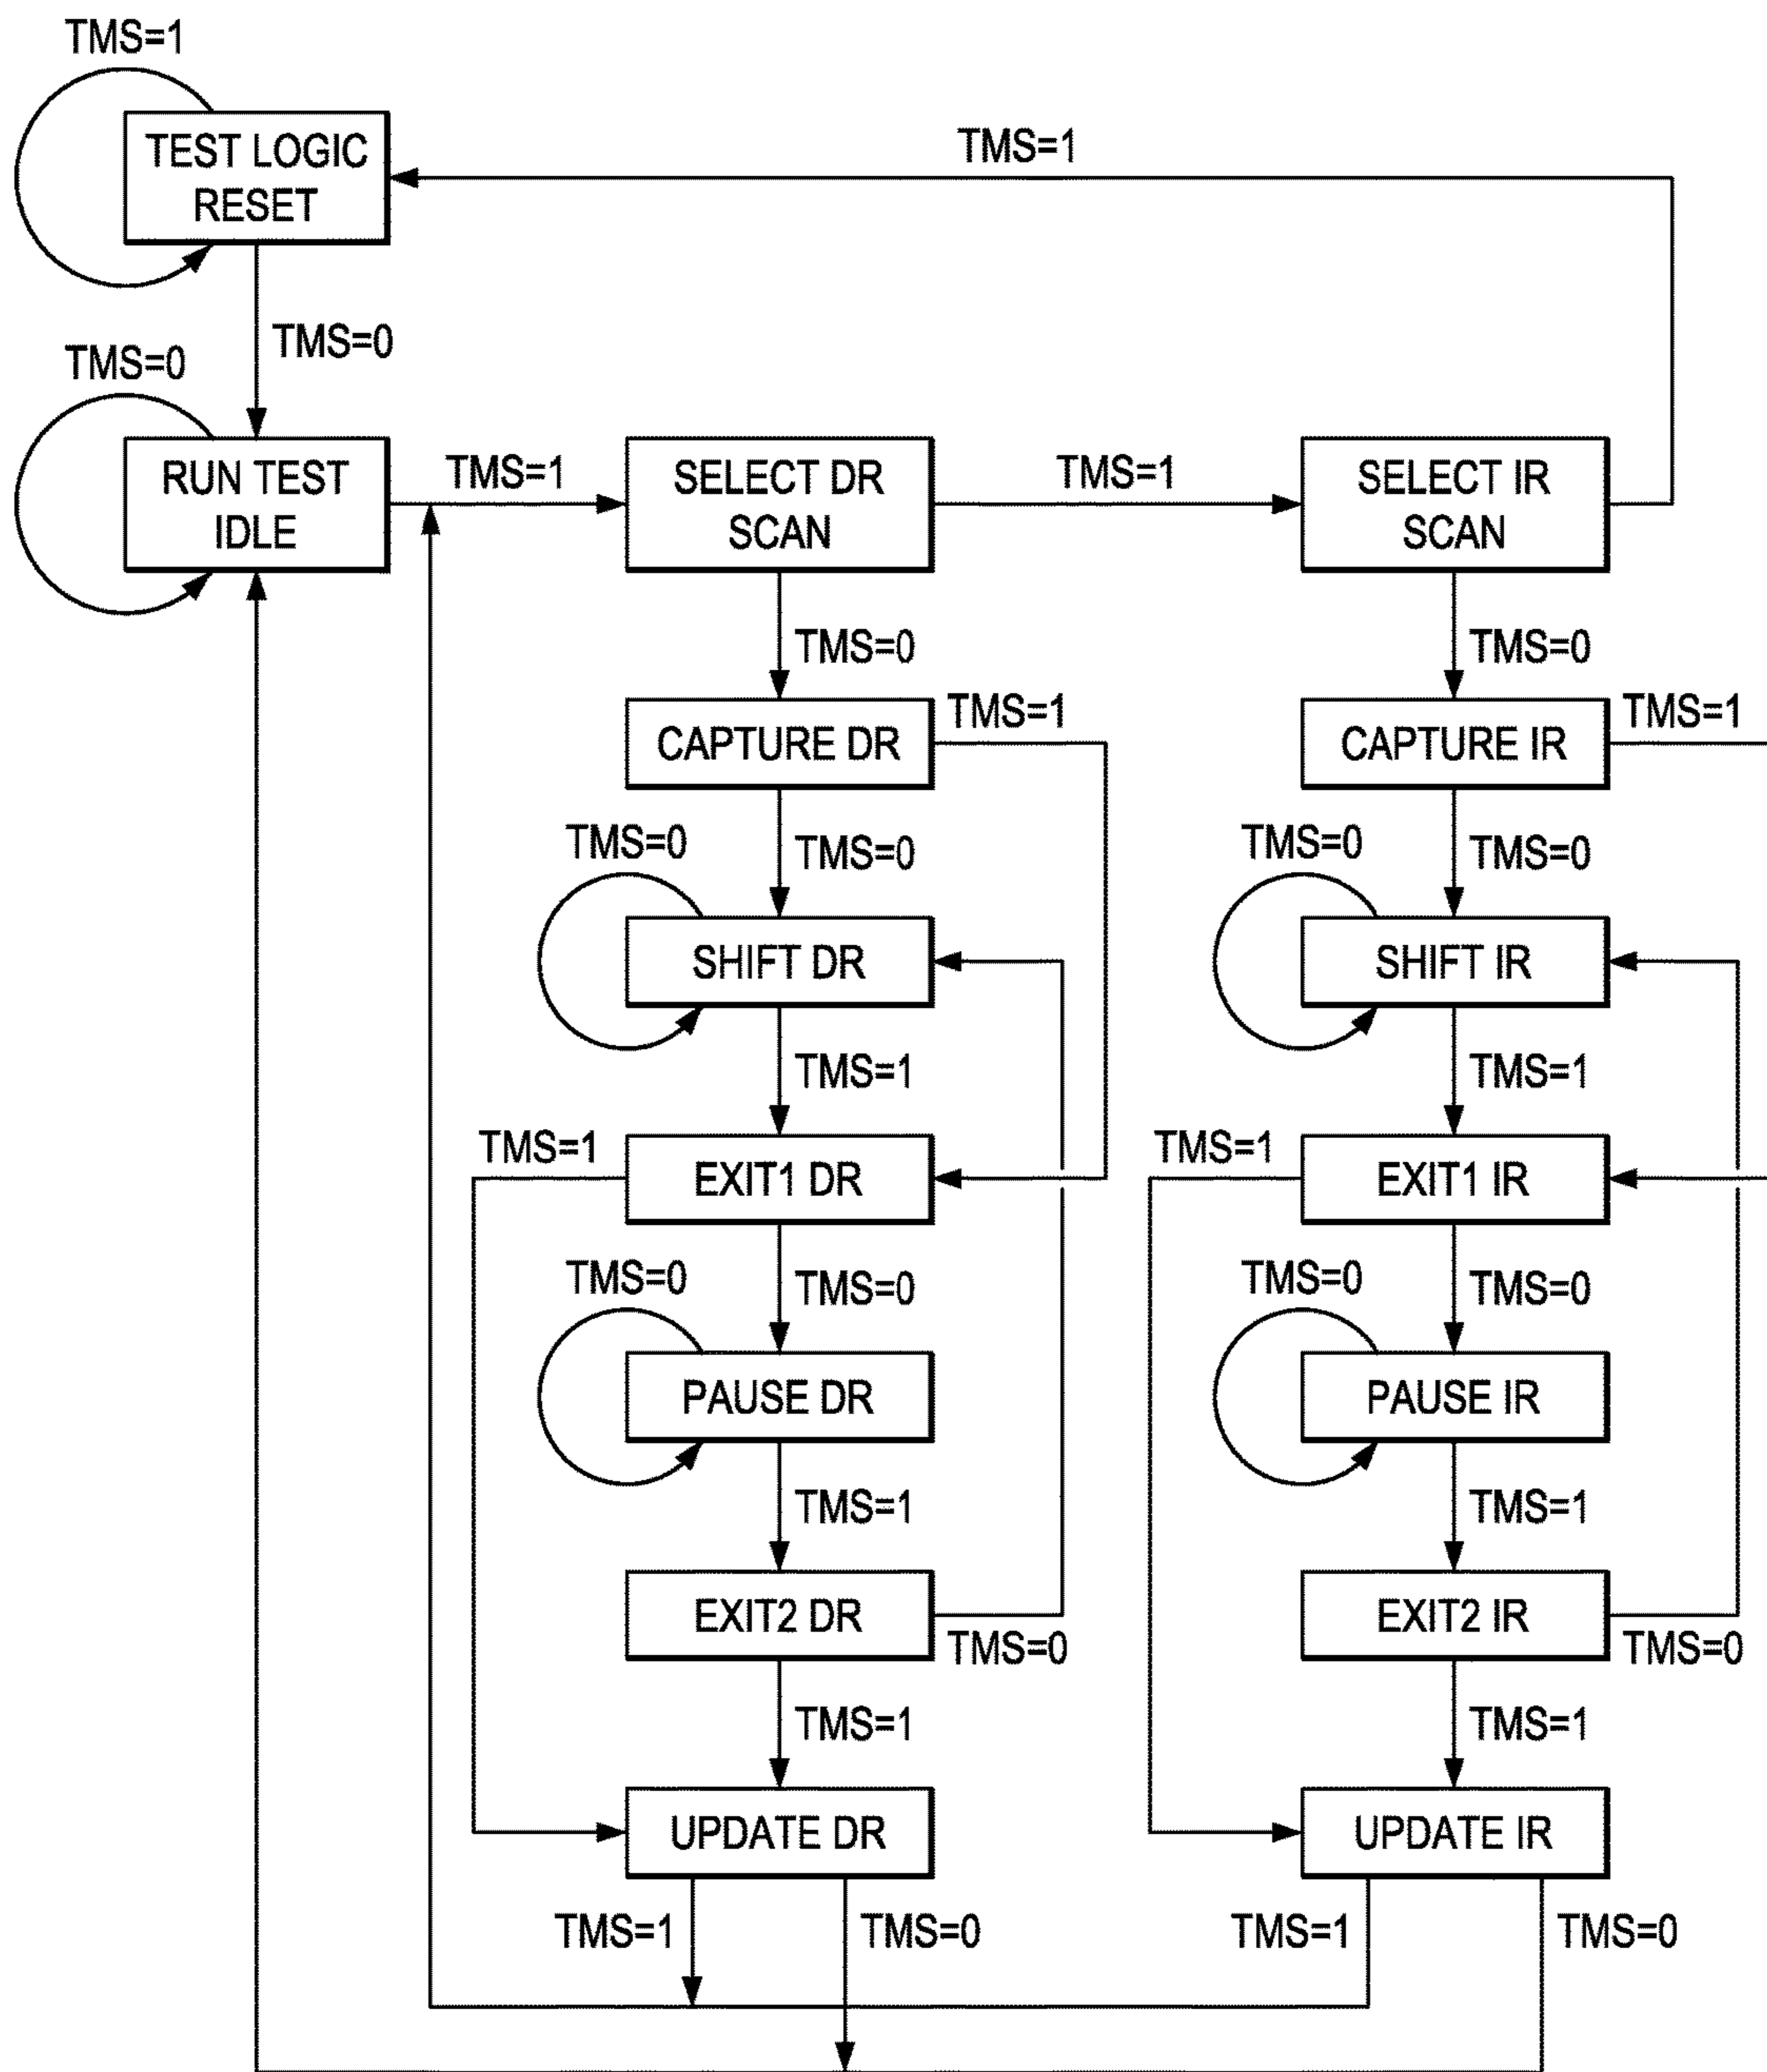 TMS=1
TEST LOGIC
RESET
TMS=1
TMS=0
TMS=0
RUN TEST
IDLE
TMS=1
SELECT DR
SCAN
TMS=1
SELECT IR
SCAN
TMS=0
TMS=0
CAPTURE DR
TMS=1
CAPTURE IR
TMS=1
TMS=0
TMS=0
TMS=0
TMS=0
SHIFT DR
SHIFT IR
TMS=1
TMS=1
TMS=1
EXIT1 DR
TMS=1
EXIT1 IR
TMS=0
TMS=0
TMS=0
TMS=0
PAUSE DR
PAUSE IR
TMS=1
TMS=1
EXIT2 DR
TMS=0
EXIT2 IR
TMS=0
TMS=1
TMS=1
UPDATE DR
UPDATE IR
TMS=1
TMS=0
TMS=1
TMS=0